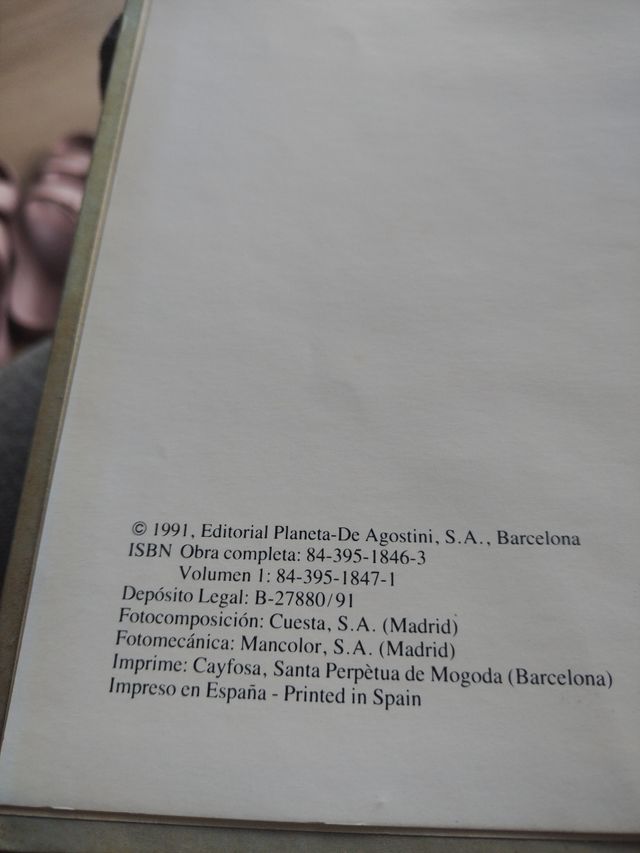 © 1991, Editorial Planeta-De Agostini, S.A., Barcelona
ISBN Obra completa: 84-395-1846-3
Volumen 1: 84-395-1847-1
Depósito Legal: B-27880/91
Fotocomposición: Cuesta, S.A. (Madrid)
Fotomecánica: Mancolor, S.A. (Madrid)
Imprime: Cayfosa, Santa Perpètua de Mogoda (Barcelona)
Impreso en España - Printed in Spain